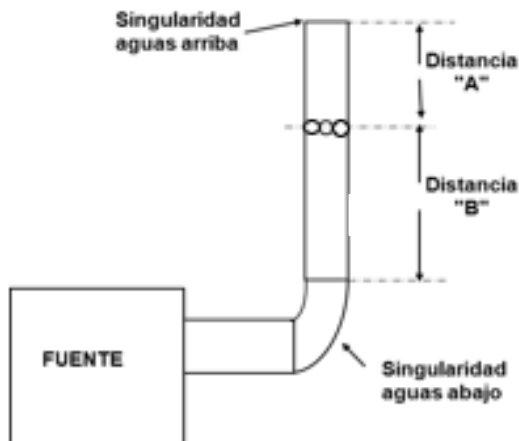 Singularidad
aguas arriba
Distancia
"A"
Distancia
"B"
FUENTE
Singularidad
aguas abajo